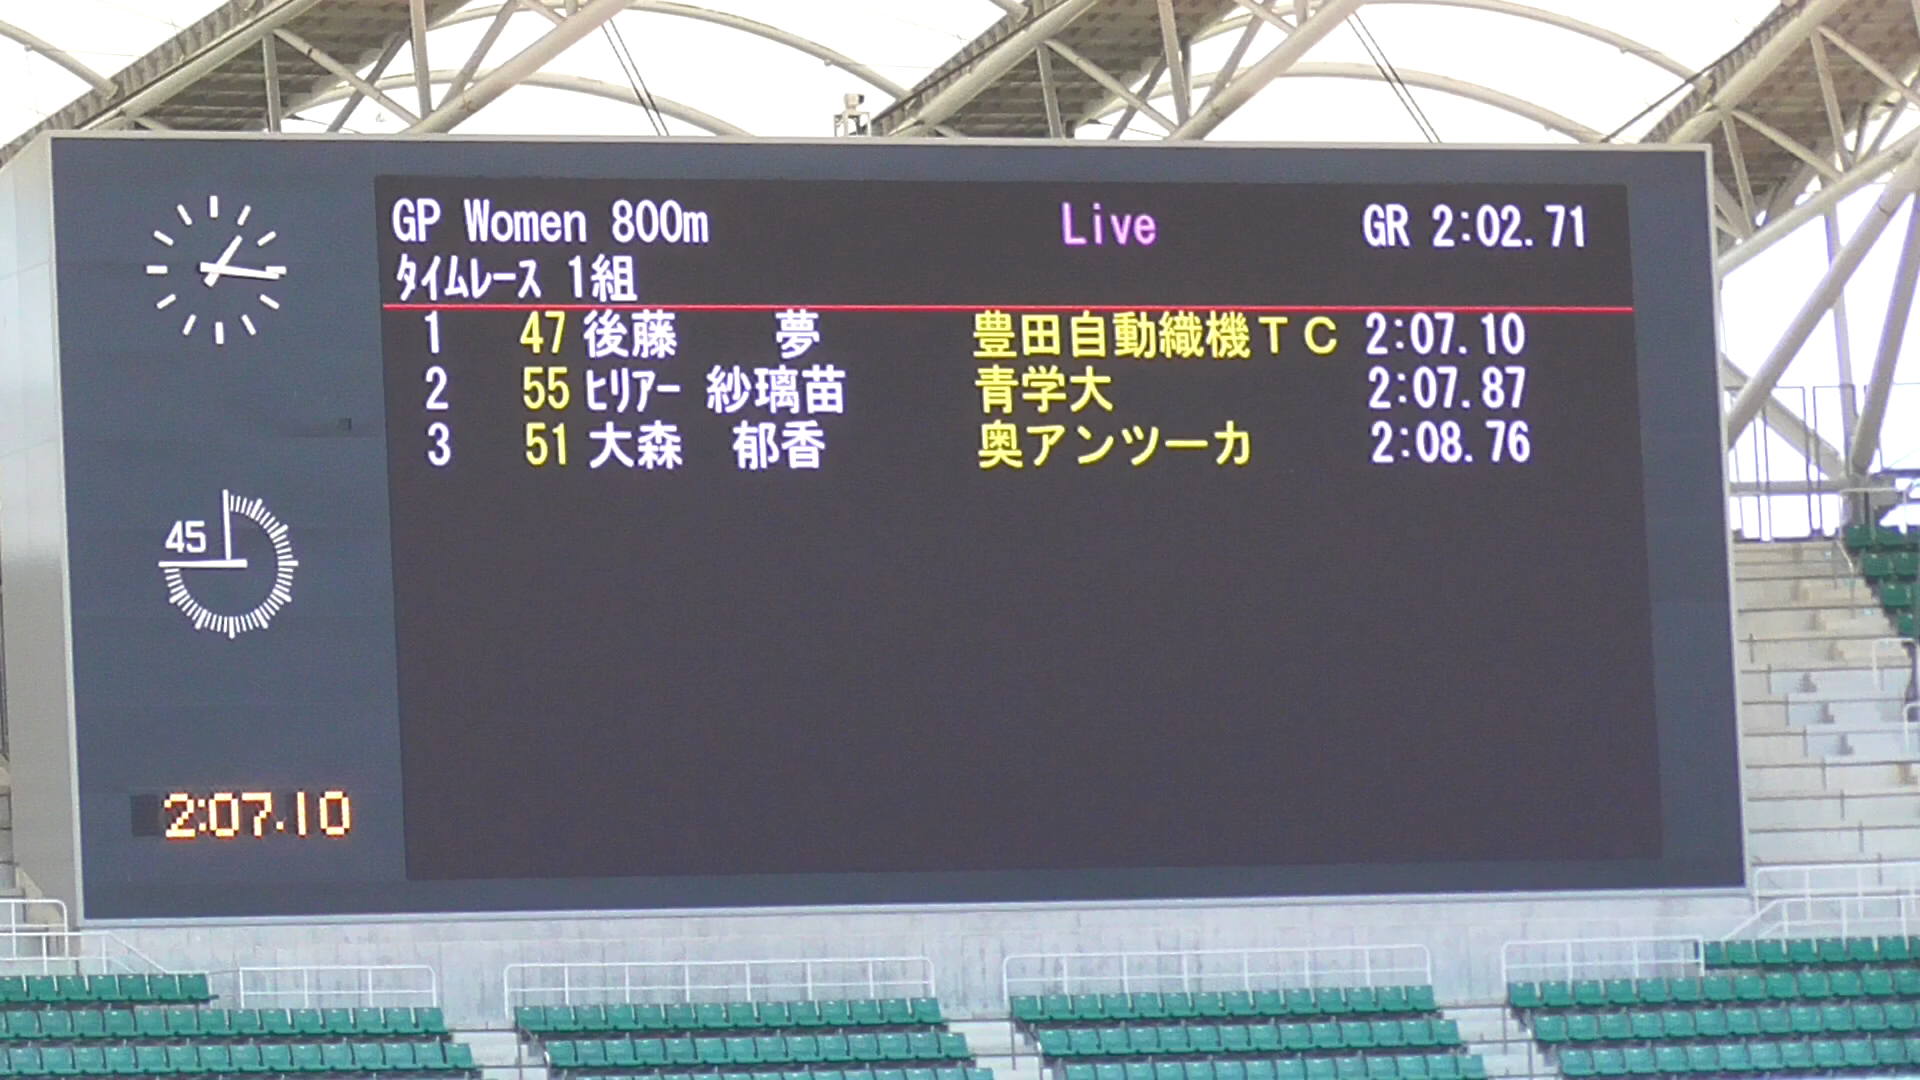 GP Women 800m Live GR 2:02.71
ﾀｲﾑﾚｰｽ 1組
1 47 後藤 夢 豊田自動織機ＴＣ 2:07.10
2 55 ﾋﾘｱｰ 紗璃苗 青学大 2:07.87
3 51 大森 郁香 奥アンツーカ 2:08.76
45
2:07.10